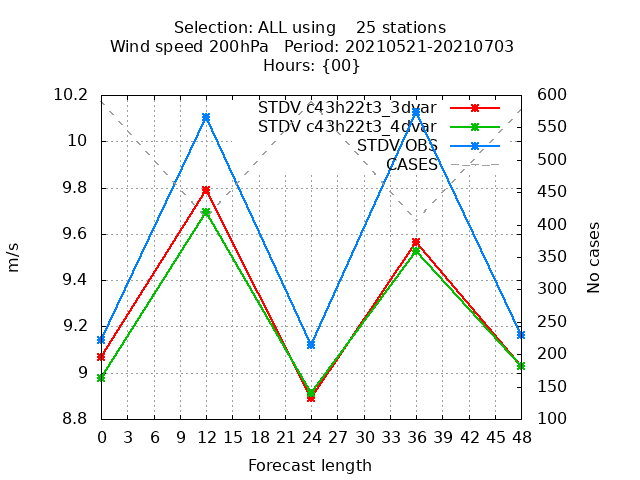 Selection: ALL using    25 stations
Wind speed 200hPa   Period: 20210521-20210703
Hours: {00}
STDV c43h22t3_3dvar
STDV c43h22t3_4dvar
STDV OBS
CASES
10.2
10
9.8
9.6
9.4
9.2
9
8.8
m/s
600
550
500
450
400
350
300
250
200
150
100
No cases
0 3 6 9 12 15 18 21 24 27 30 33 36 39 42 45 48
Forecast length